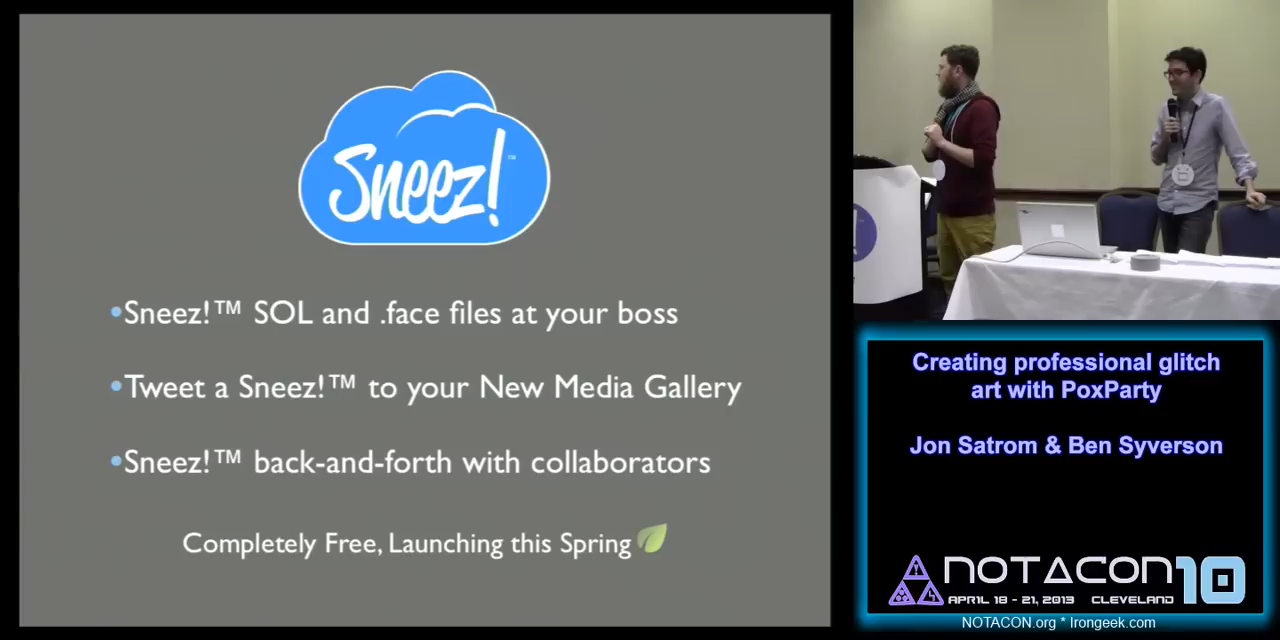 Sneez!™
•Sneez!™ SOL and .face files at your boss
•Tweet a Sneez!™ to your New Media Gallery
•Sneez!™ back-and-forth with collaborators
Completely Free, Launching this Spring
Creating professional glitch
art with PoxParty
Jon Satrom & Ben Syverson
NOTACON 10
APRIL 18 - 21, 2013 CLEVELAND
NOTACON.org * Irongeek.com